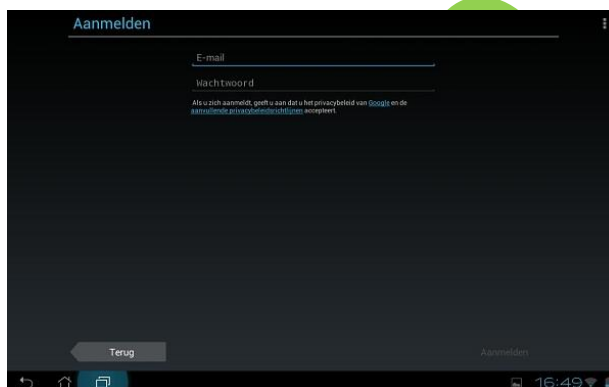 Aanmelden
E-mail
Wachtwoord
Als u zich aanmeldt, geeft u aan dat u het privacybeleid van Google en de
aanvullende privacybeleidsrichtlijnen accepteert.
Terug
Aanmelden
16:49